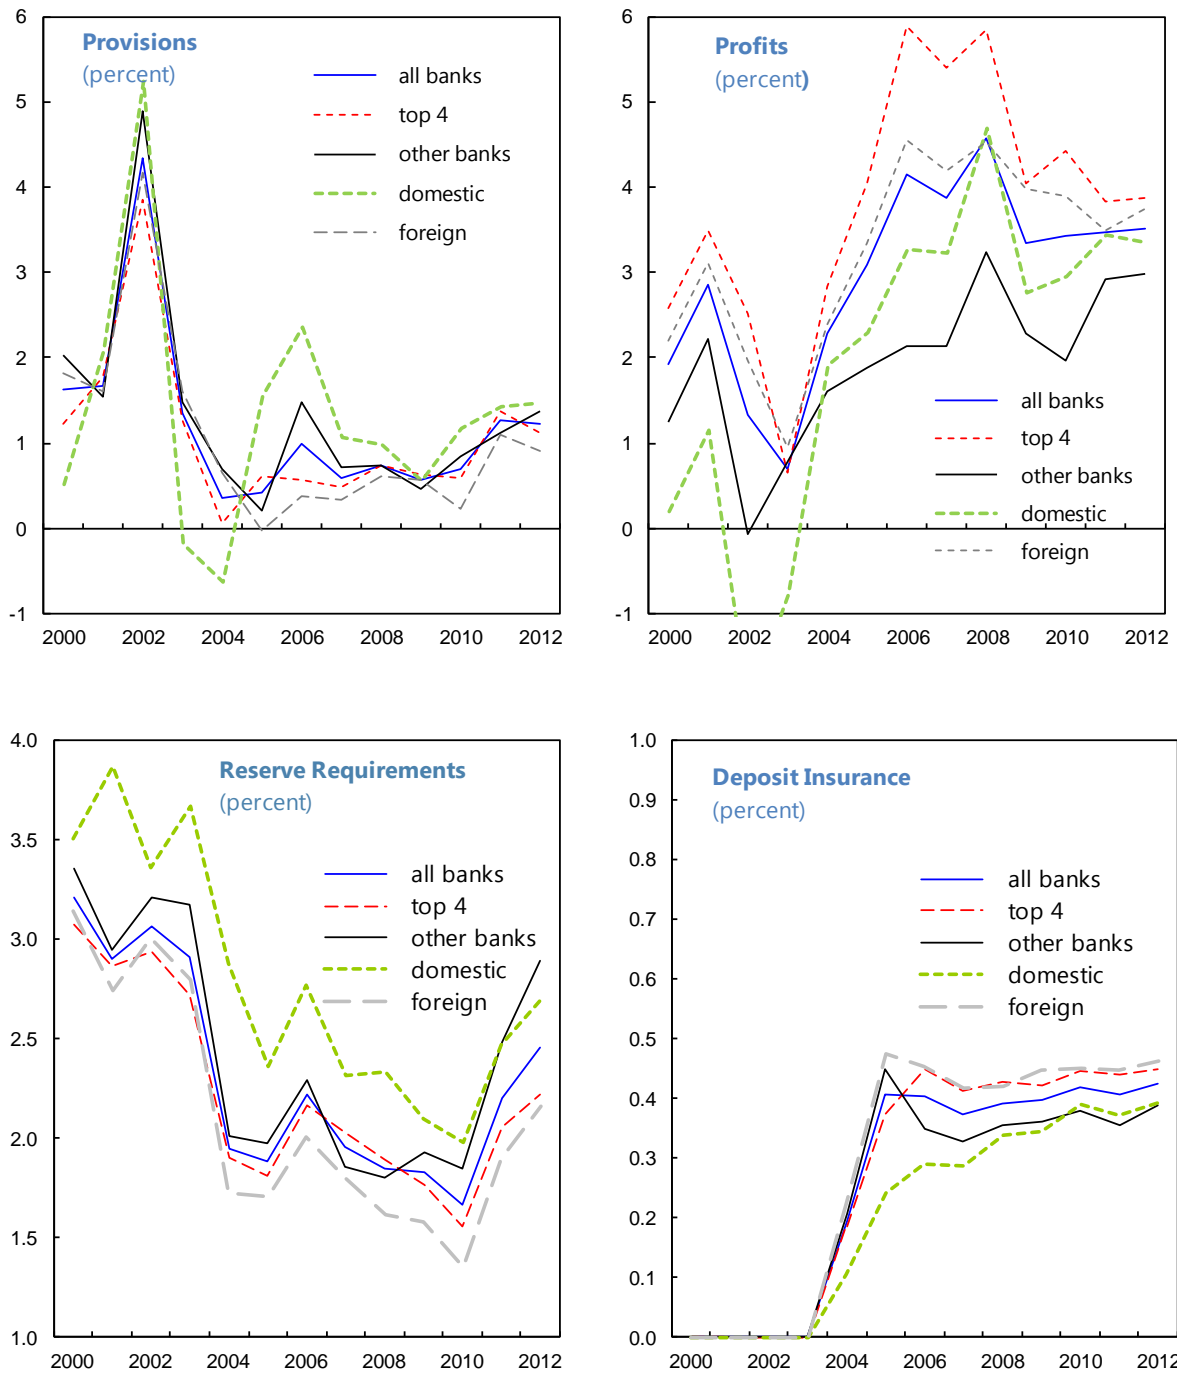 Provisions
(percent)
6
5
4
3
2
1
0
-1
all banks
top 4
other banks
domestic
foreign
2000 2002 2004 2006 2008 2010 2012
Profits
(percent)
6
5
4
3
2
1
0
-1
all banks
top 4
other banks
domestic
foreign
2000 2002 2004 2006 2008 2010 2012
Reserve Requirements
(percent)
4.0
3.5
3.0
2.5
2.0
1.5
1.0
all banks
top 4
other banks
domestic
foreign
2000 2002 2004 2006 2008 2010 2012
Deposit Insurance
(percent)
1.0
0.9
0.8
0.7
0.6
0.5
0.4
0.3
0.2
0.1
0.0
all banks
top 4
other banks
domestic
foreign
2000 2002 2004 2006 2008 2010 2012